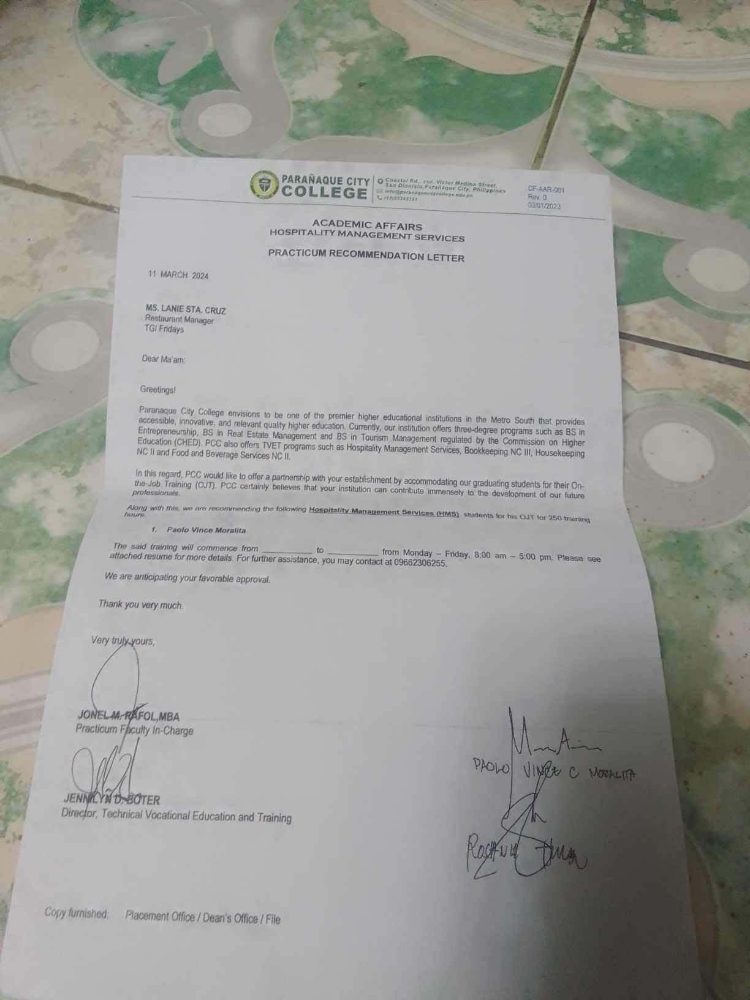 PARAÑAQUE CITY
COLLEGE
Coastal Rd., cor. Victor Medina Street,
San Dionisio, Parañaque City, Philippines
info@paranaquecitycollege.edu.ph
(02)85343321
CF-AAR-001
Rev. 0
03/01/2023
ACADEMIC AFFAIRS
HOSPITALITY MANAGEMENT SERVICES
PRACTICUM RECOMMENDATION LETTER
11 MARCH 2024
MS. LANIE STA. CRUZ
Restaurant Manager
TGI Fridays
Dear Ma'am:
Greetings!
Paranaque City College envisions to be one of the premier higher educational institutions in the Metro South that provides
accessible, innovative, and relevant quality higher education. Currently, our institution offers three-degree programs such as BS in
Entrepreneurship, BS in Real Estate Management and BS in Tourism Management regulated by the Commission on Higher
Education (CHED). PCC also offers TVET programs such as Hospitality Management Services, Bookkeeping NC III, Housekeeping
NC II and Food and Beverage Services NC II.
In this regard, PCC would like to offer a partnership with your establishment by accommodating our graduating students for their On-
the-Job Training (OJT). PCC certainly believes that your institution can contribute immensely to the development of our future
professionals.
Along with this, we are recommending the following Hospitality Management Services (HMS) students for his OJT for 250 training
hours.
1. Paolo Vince Moralita
The said training will commence from __________ to __________ from Monday – Friday, 8:00 am – 5:00 pm. Please see
attached resume for more details. For further assistance, you may contact at 09662306255.
We are anticipating your favorable approval.
Thank you very much.
Very truly yours,
JONEL M. RAFOL,MBA
Practicum Faculty In-Charge
PAOLO VINCE C MORALITA
JENNILYN D. BOTER
Director, Technical Vocational Education and Training
Copy furnished: Placement Office / Dean's Office / File